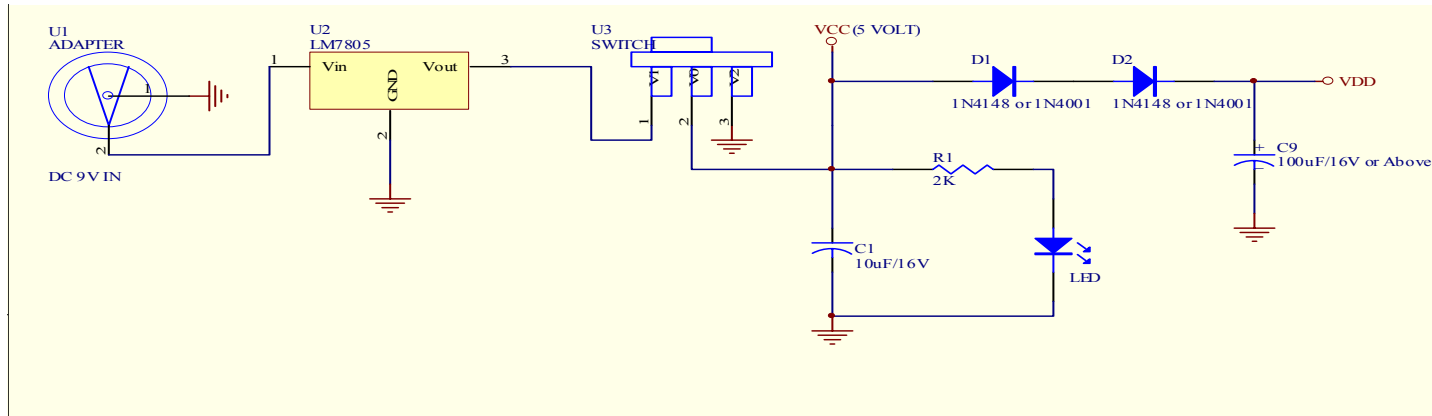 U1
ADAPTER
1
2
DC 9V IN
U2
LM7805
1
Vin
Vout
3
GND
2
U3
SWITCH
V1
V0
V2
1
2
3
VCC (5 VOLT)
D1
1N4148 or 1N4001
D2
1N4148 or 1N4001
VDD
R1
2K
C9
100uF/16V or Above
C1
10uF/16V
LED